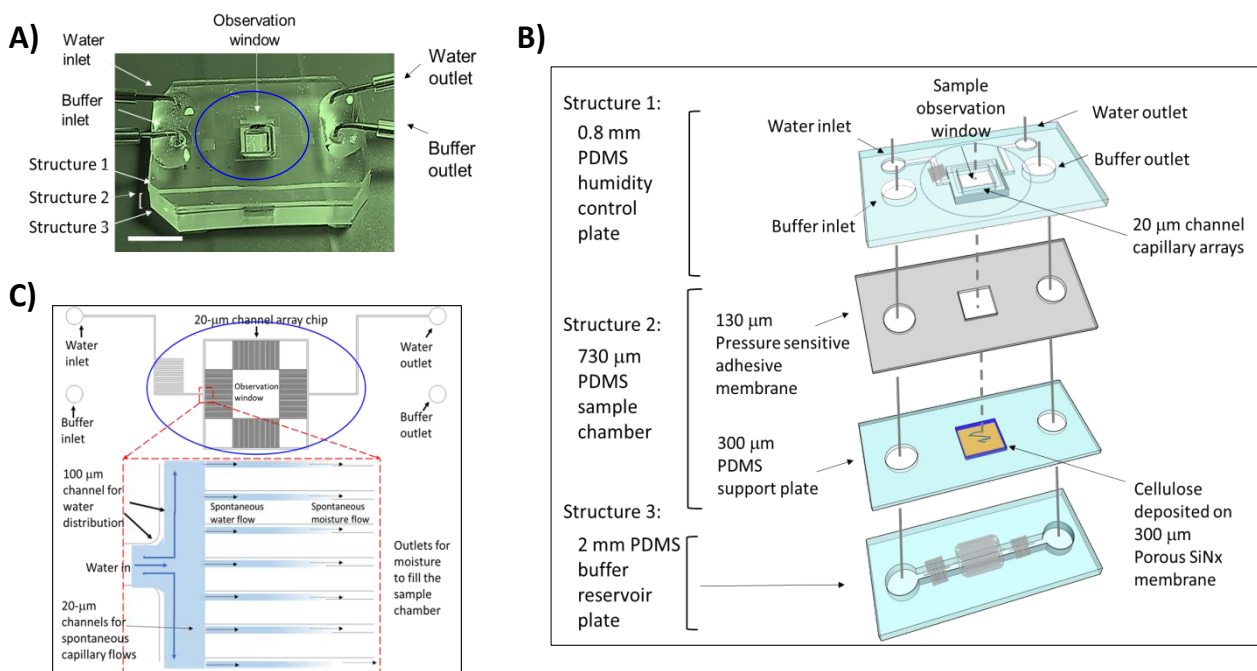 A)
Observation
window
Water
inlet
Water
outlet
Buffer
inlet
Buffer
outlet
Structure 1
Structure 2
Structure 3
B)
Structure 1:
0.8 mm
PDMS
humidity
control
plate
Sample
observation
window
Water inlet
Water outlet
Buffer outlet
Buffer inlet
20 μm channel
capillary arrays
Structure 2:
730 μm
PDMS
sample
chamber
130 μm
Pressure sensitive
adhesive
membrane
300 μm
PDMS
support plate
Cellulose
deposited on
300 μm
Porous SiNx
membrane
Structure 3:
2 mm PDMS
buffer
reservoir
plate
C)
20-μm channel array chip
Water
inlet
Water
outlet
Observation
window
Buffer
inlet
Buffer
outlet
100 μm
channel for
water
distribution
Spontaneous
water flow
Spontaneous
moisture flow
Water in
Outlets for
moisture
to fill the
sample
chamber
20-μm
channels for
spontaneous
capillary flows